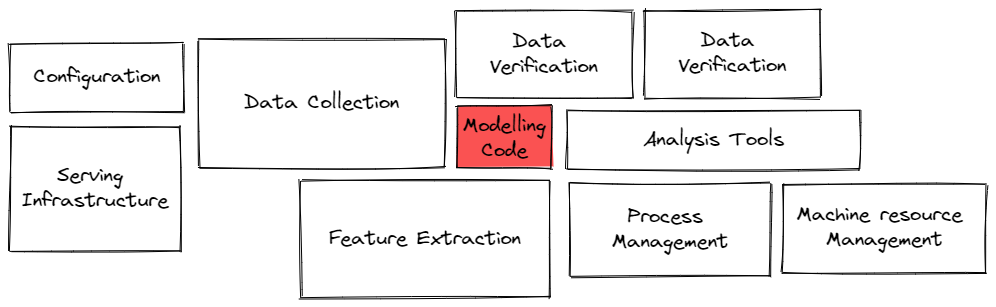 Configuration
Data Collection
Data
Verification
Data
Verification
Modelling
Code
Analysis Tools
Serving
Infrastructure
Feature Extraction
Process
Management
Machine resource
Management